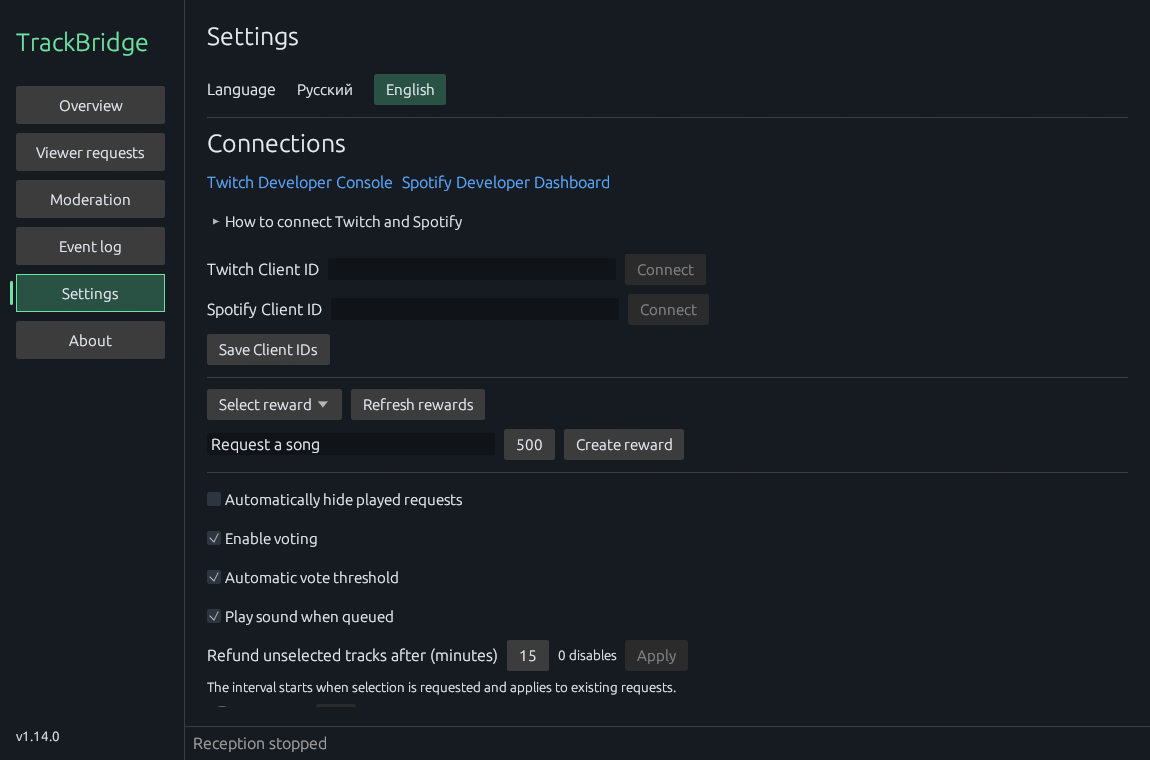 TrackBridge
Overview
Viewer requests
Moderation
Event log
Settings
About
v1.14.0
Settings
Language Русский English
Connections
Twitch Developer Console Spotify Developer Dashboard
How to connect Twitch and Spotify
Twitch Client ID Connect
Spotify Client ID Connect
Save Client IDs
Select reward Refresh rewards
Request a song 500 Create reward
Automatically hide played requests
Enable voting
Automatic vote threshold
Play sound when queued
Refund unselected tracks after (minutes) 15 0 disables Apply
The interval starts when selection is requested and applies to existing requests.
Reception stopped